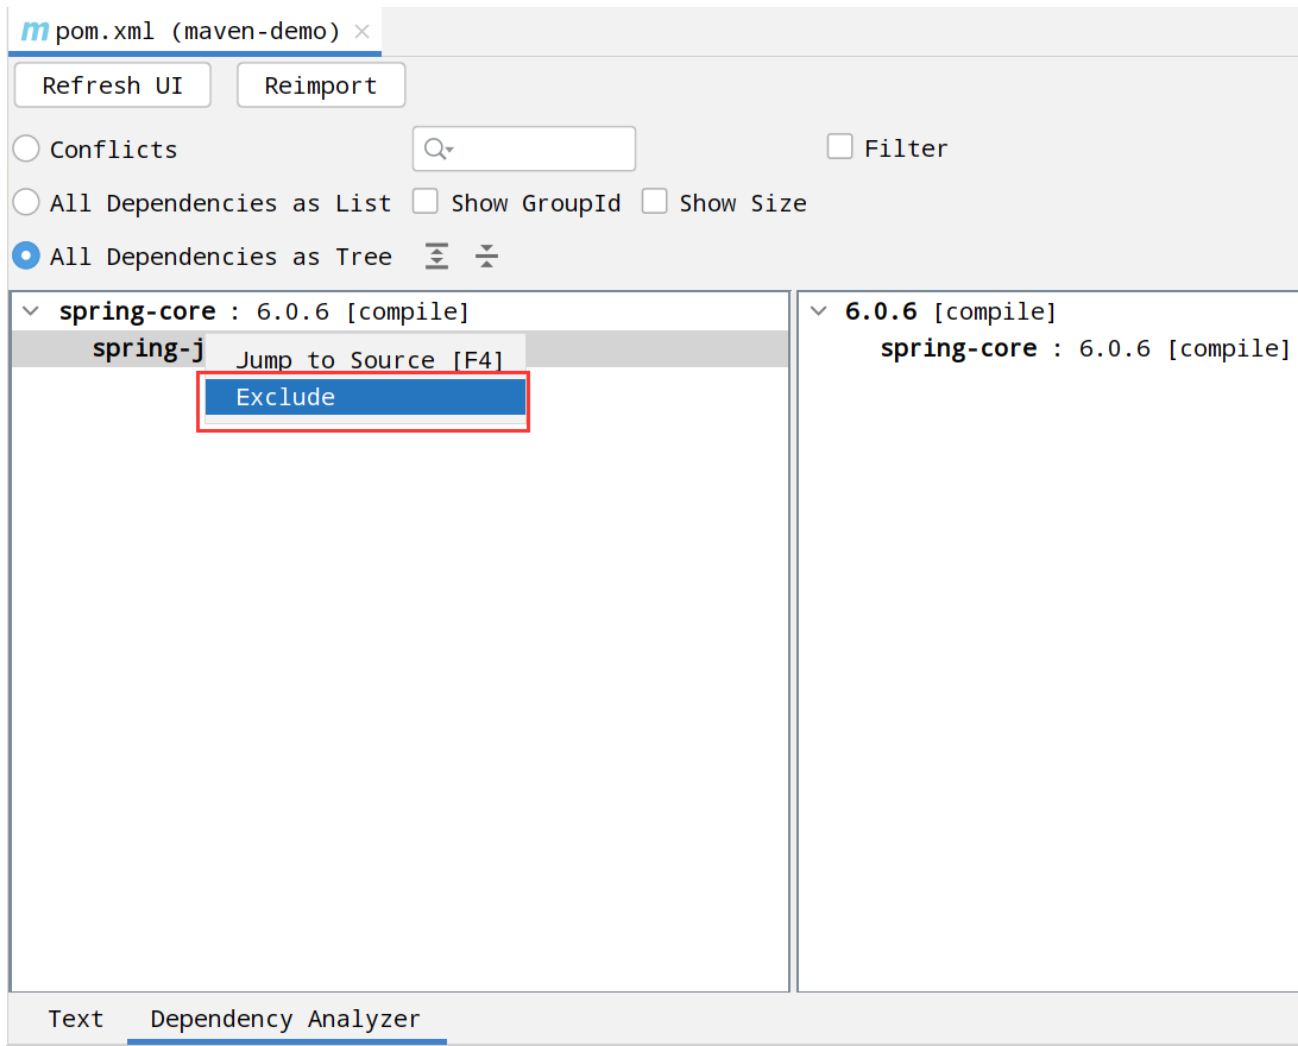 m pom.xml (maven-demo) ×
Refresh UI Reimport
Conflicts Filter
All Dependencies as List Show GroupId Show Size
All Dependencies as Tree
spring-core : 6.0.6 [compile]
spring-j
Jump to Source [F4]
Exclude
6.0.6 [compile]
spring-core : 6.0.6 [compile]
Text Dependency Analyzer